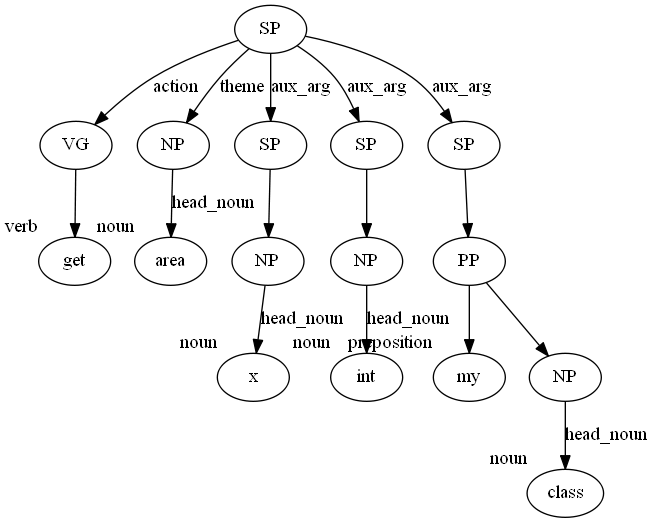 SP
action theme aux_arg aux_arg aux_arg
VG NP SP SP SP
head_noun
verb get noun area NP NP PP
noun head_noun noun head_noun preposition
x int my NP
head_noun
noun class